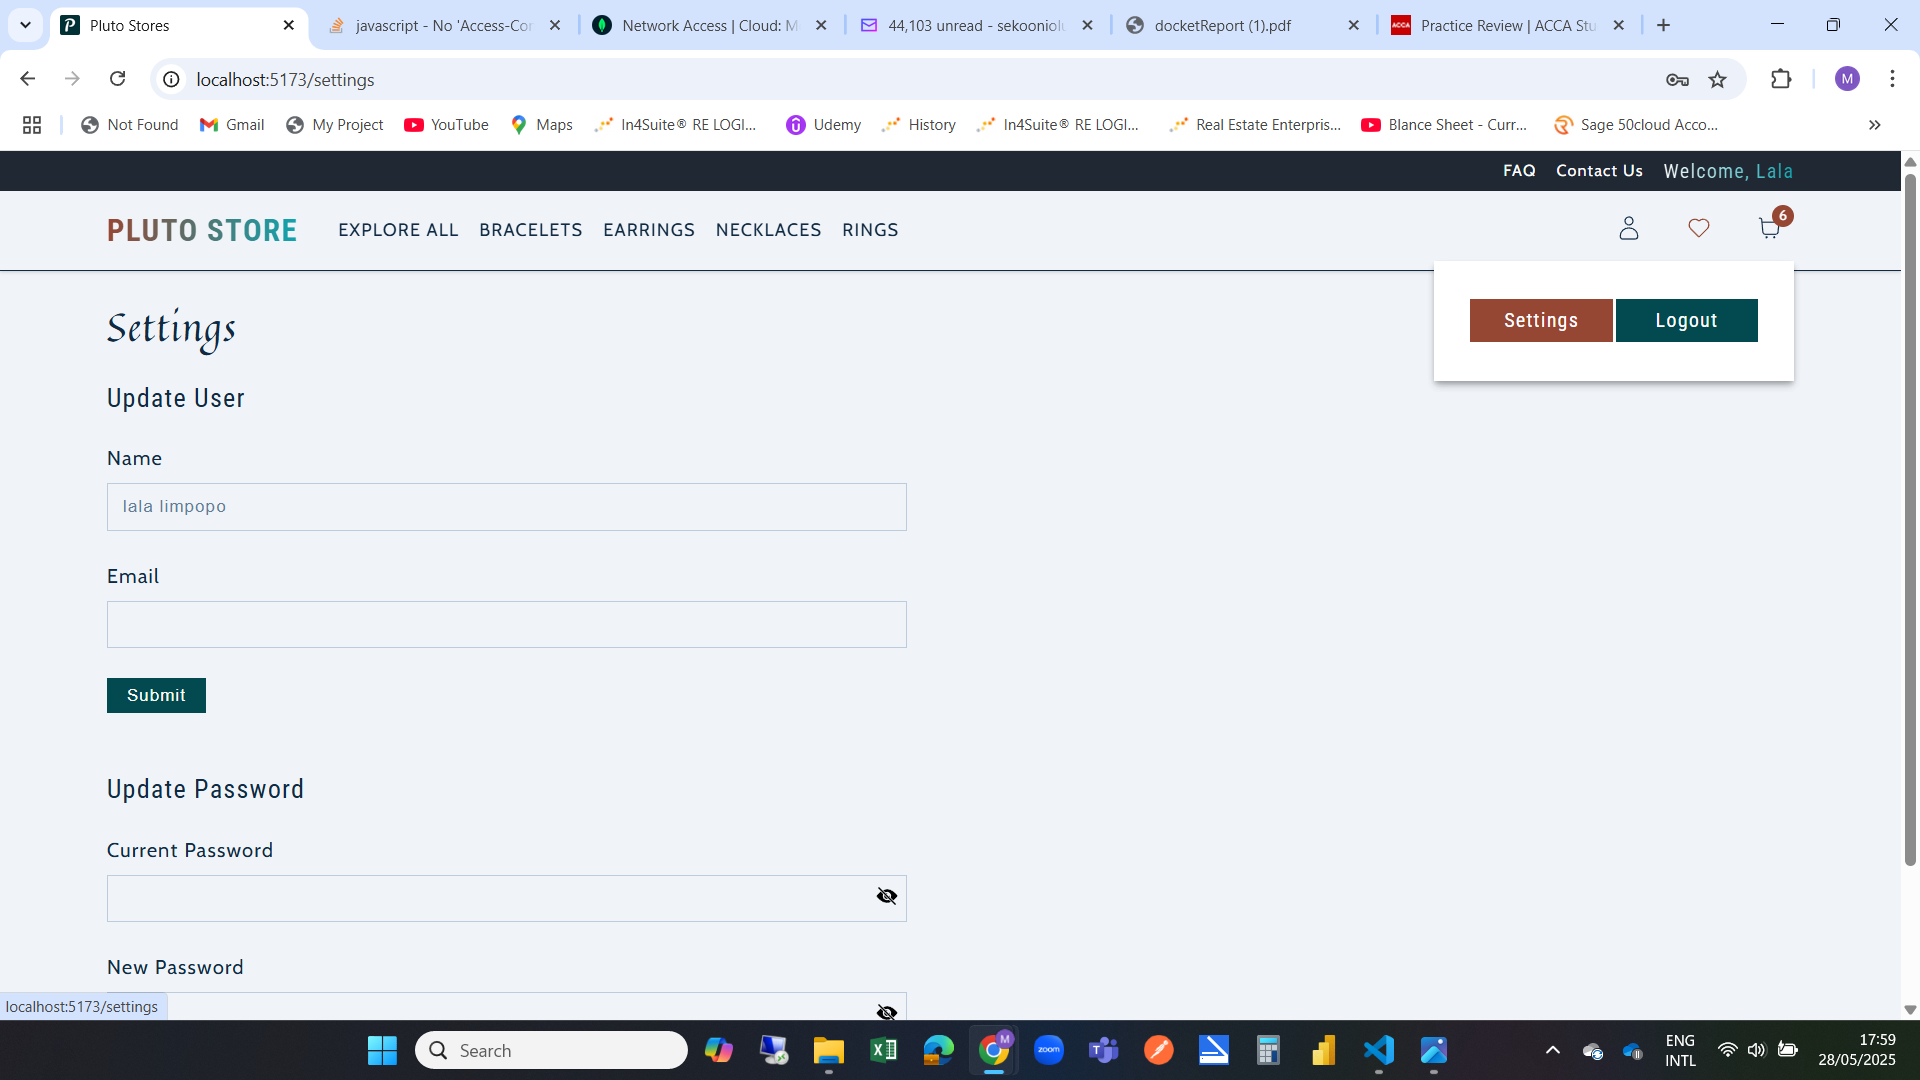 Pluto Stores
javascript - No 'Access-Con
Network Access | Cloud: M
44,103 unread - sekooniolu
docketReport (1).pdf
ACCA
Practice Review | ACCA Stu
localhost:5173/settings
M
Not Found
Gmail
My Project
YouTube
Maps
In4Suite® RE LOGI...
Udemy
History
In4Suite® RE LOGI...
Real Estate Enterpris...
Blance Sheet - Curr...
Sage 50cloud Acco...
FAQ
Contact Us
Welcome, Lala
PLUTO STORE
EXPLORE ALL
BRACELETS
EARRINGS
NECKLACES
RINGS
6
Settings
Logout
Settings
Update User
Name
lala limpopo
Email
Submit
Update Password
Current Password
New Password
localhost:5173/settings
Search
M
zoom
ENG
INTL
17:59
28/05/2025